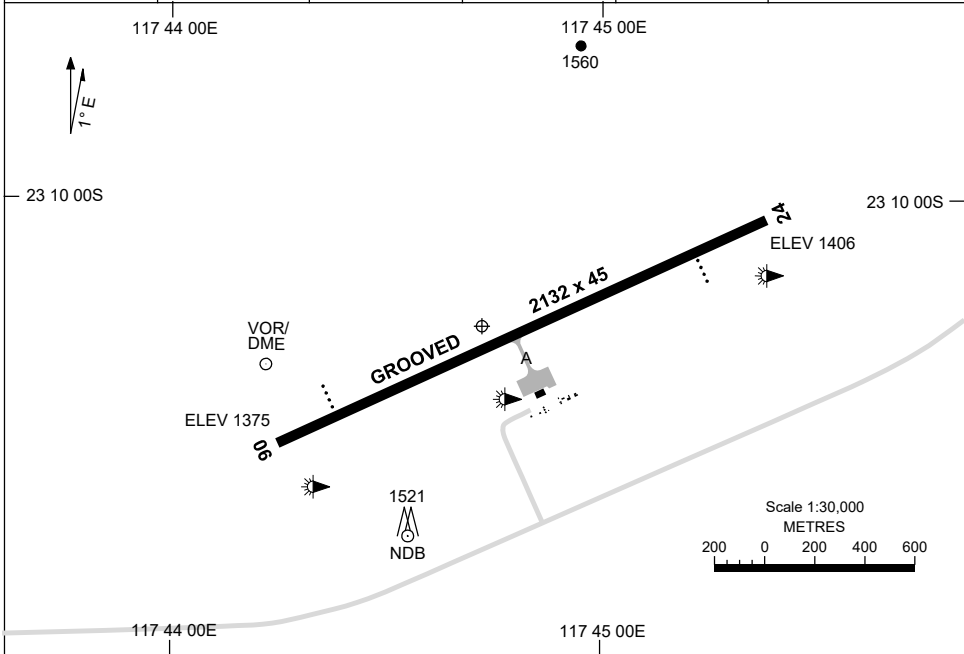 117 44 00E
117 45 00E
1560
1° E
23 10 00S
23 10 00S
24
ELEV 1406
2132 x 45
VOR/
DME
GROOVED
A
ELEV 1375
06
1521
NDB
Scale 1:30,000
METRES
200 0 200 400 600
117 44 00E
117 45 00E